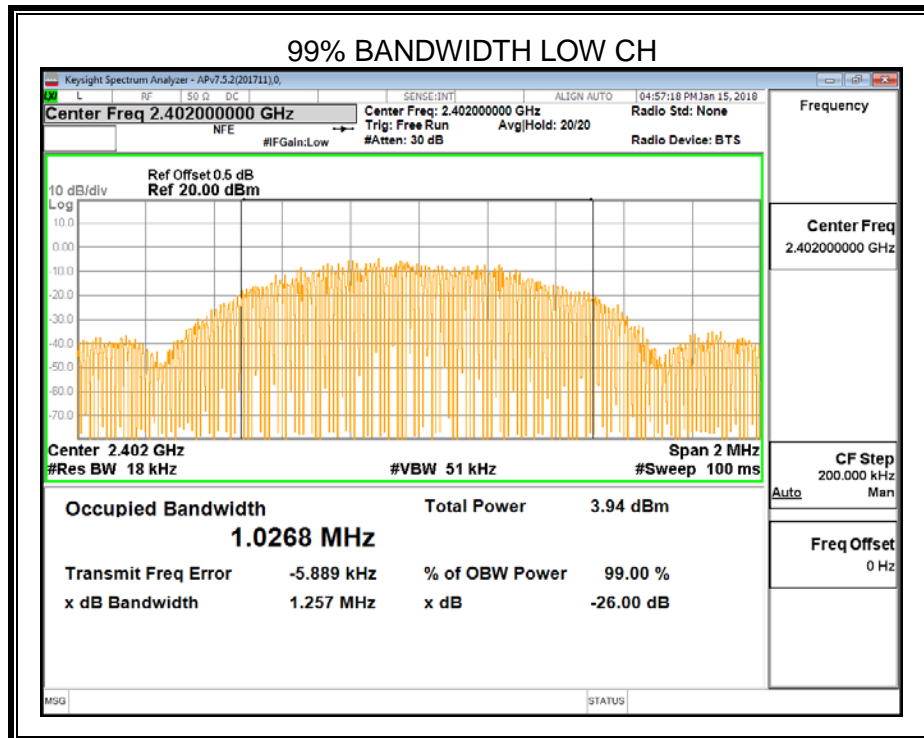 99% BANDWIDTH LOW CH
Keysight Spectrum Analyzer - APv7.5.2(201711),0,
L RF 50 Ω DC SENSE:INT ALIGN AUTO 04:57:18 PM Jan 15, 2018
Center Freq 2.402000000 GHz
NFE
#IFGain:Low
Center Freq: 2.402000000 GHz
Trig: Free Run Avg|Hold: 20/20
#Atten: 30 dB
Radio Std: None
Radio Device: BTS
Ref Offset 0.5 dB
10 dB/div Ref 20.00 dBm
Log
10.0
0.00
-10.0
-20.0
-30.0
-40.0
-50.0
-60.0
-70.0
Center 2.402 GHz Span 2 MHz
#Res BW 18 kHz #VBW 51 kHz #Sweep 100 ms
Occupied Bandwidth Total Power 3.94 dBm
1.0268 MHz
Transmit Freq Error -5.889 kHz % of OBW Power 99.00 %
x dB Bandwidth 1.257 MHz x dB -26.00 dB
MSG STATUS
Frequency
Center Freq
2.402000000 GHz
CF Step
200.000 kHz
Auto Man
Freq Offset
0 Hz